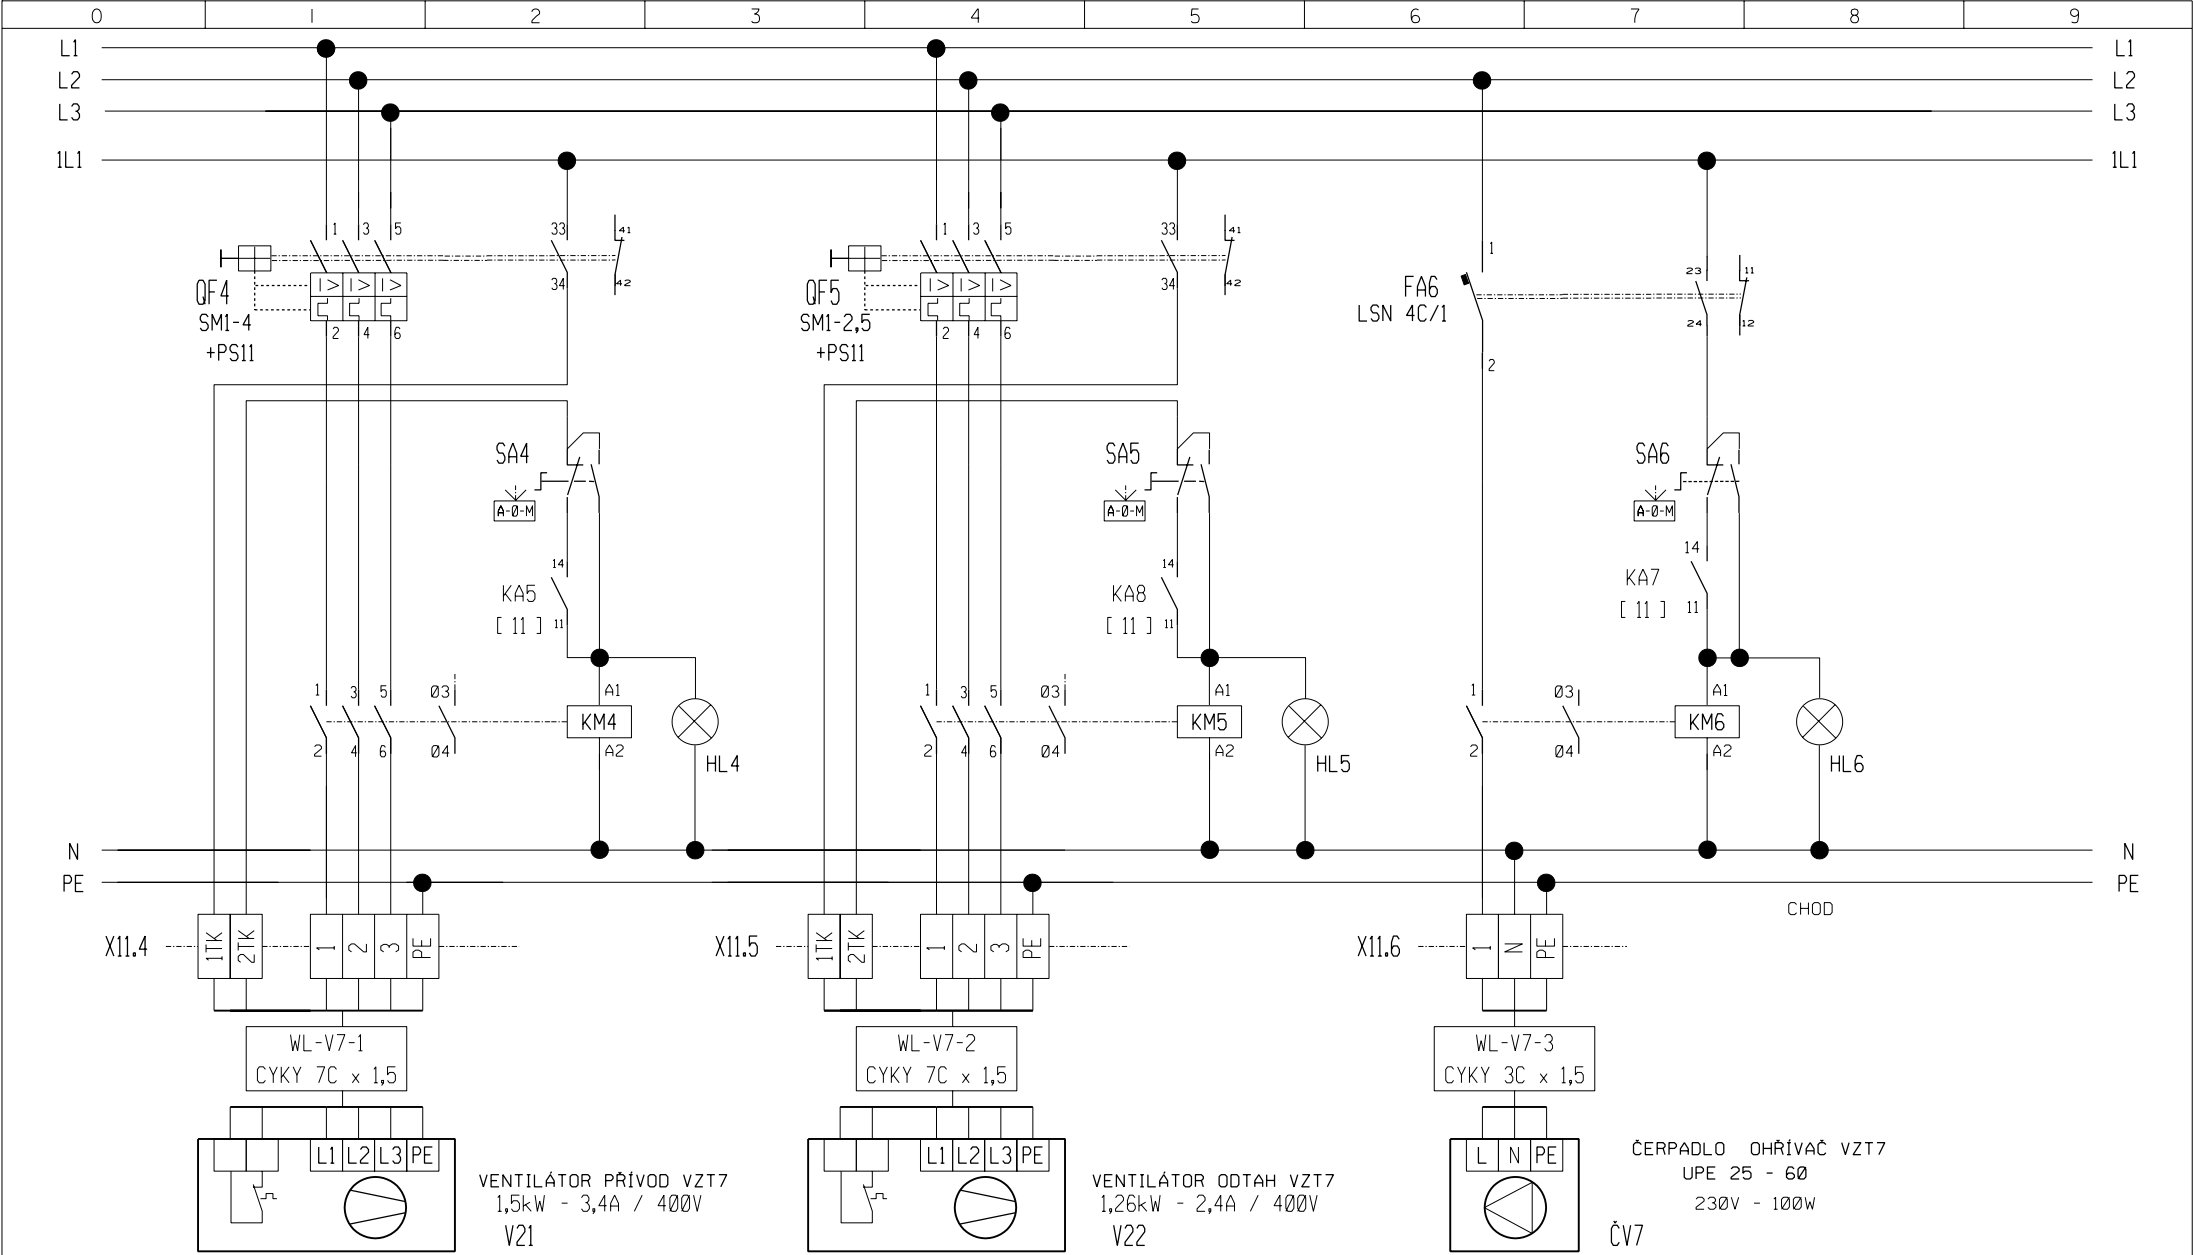 0 1 2 3 4 5 6 7 8 9
L1 L1
L2 L2
L3 L3
1L1 1L1
1 3 5 33 41
QF4
SM1-4
+PS11
I> I> I>
2 4 6 34 42
1 3 5 33 41
QF5
SM1-2,5
+PS11
I> I> I>
2 4 6 34 42
1
FA6
LSN 4C/1
2
23 11
24 12
SA4
A-0-M
14
KA5
[ 11 ] 11
SA5
A-0-M
14
KA8
[ 11 ] 11
SA6
A-0-M
14
KA7
[ 11 ] 11
1 3 5 03 A1
KM4
2 4 6 04 A2
HL4
1 3 5 03 A1
KM5
2 4 6 04 A2
HL5
1 03 A1
KM6
2 04 A2
HL6
N N
PE PE
CHOD
X11.4 1TK 2TK 1 2 3 PE
X11.5 1TK 2TK 1 2 3 PE
X11.6 1 N PE
WL-V7-1
CYKY 7C x 1,5
WL-V7-2
CYKY 7C x 1,5
WL-V7-3
CYKY 3C x 1,5
L1 L2 L3 PE
VENTILÁTOR PŘÍVOD VZT7
1,5kW - 3,4A / 400V
V21
L1 L2 L3 PE
VENTILÁTOR ODTAH VZT7
1,26kW - 2,4A / 400V
V22
L N PE
ČERPADLO OHŘÍVAČ VZT7
UPE 25 - 60
230V - 100W
ČV7